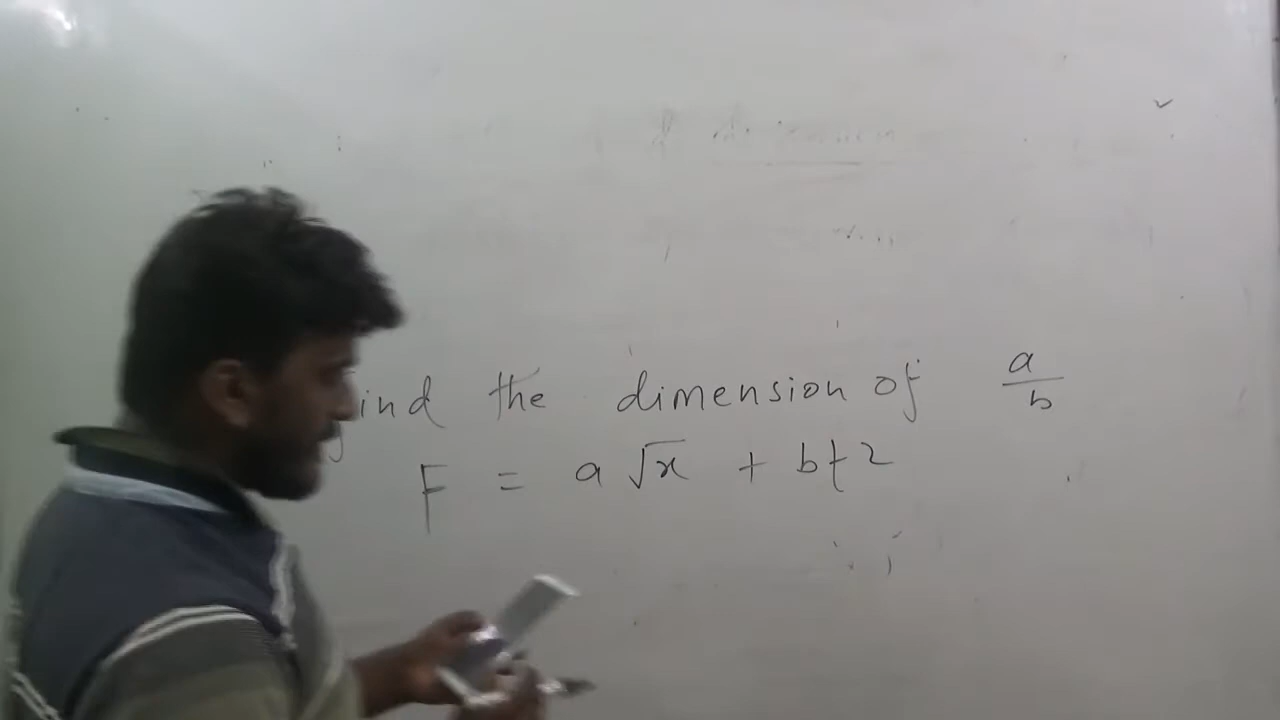 ind the dimension of a/b
F = a √x + bt2